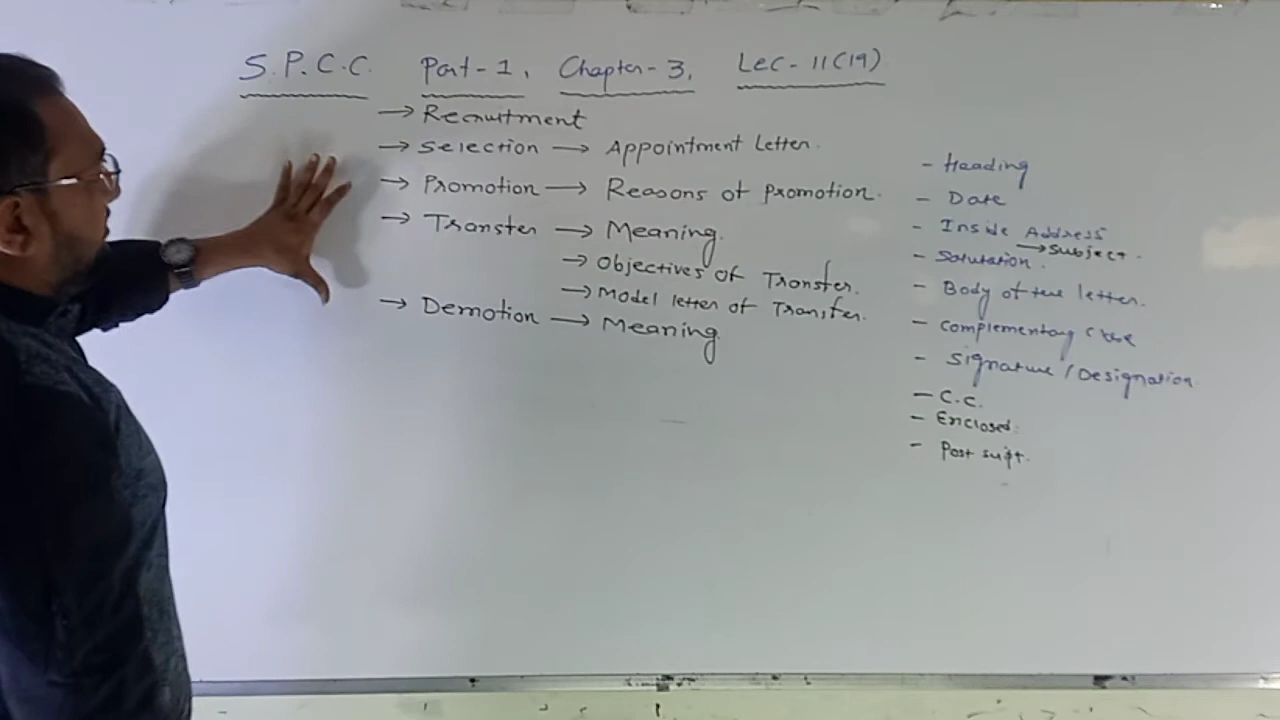 S.P.C.C. Part-1, Chapter-3, Lec-11(19)
→ Recruitment
→ Selection → Appointment Letter.
→ Promotion → Reasons of Promotion.
→ Transfer → Meaning.
→ Objectives of Transfer.
→ Model letter of Transfer.
→ Demotion → Meaning
- Heading
- Date
- Inside Address
→ Subject.
- Salutation.
- Body of the letter.
- Complementary
- Signature / Designation.
- C.C.
- Enclosed.
- Post